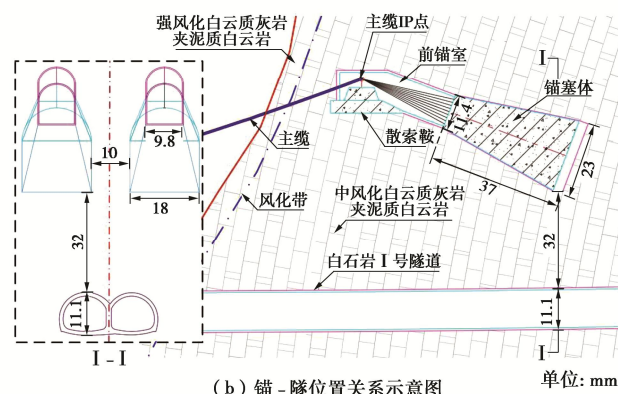 强风化白云质灰岩
夹泥质白云岩
主缆IP点
前锚室
I
锚塞体
11.4
主缆
散索鞍
23
9.8
10
37
18
风化带
中风化白云质灰岩
夹泥质白云岩
32
32
白石岩I号隧道
11.1
11.1
I-I
I
(b) 锚-隧位置关系示意图
单位: mm